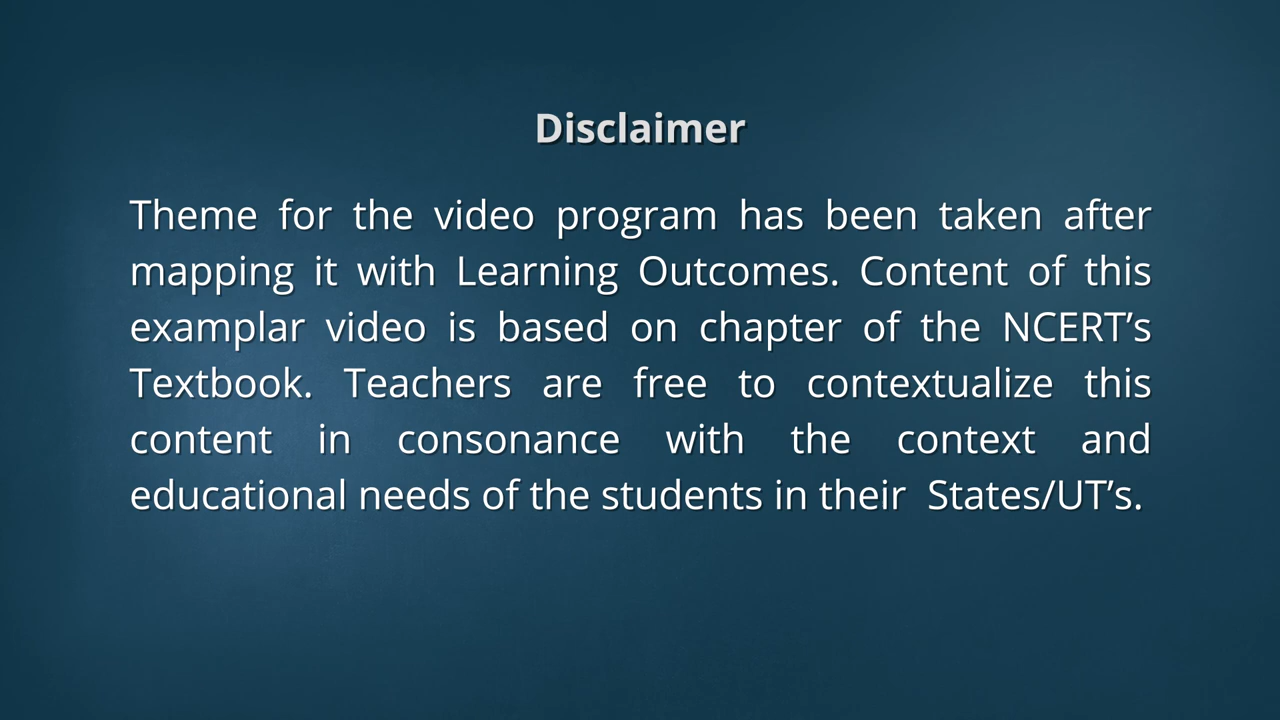 Disclaimer
Theme for the video program has been taken after
mapping it with Learning Outcomes. Content of this
examplar video is based on chapter of the NCERT’s
Textbook. Teachers are free to contextualize this
content in consonance with the context and
educational needs of the students in their States/UT’s.